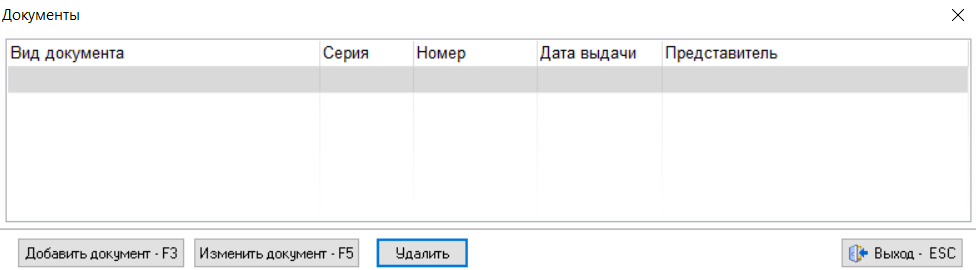 Документы
Вид документа Серия Номер Дата выдачи Представитель
Добавить документ - F3 Изменить документ - F5 Удалить Выход - ESC